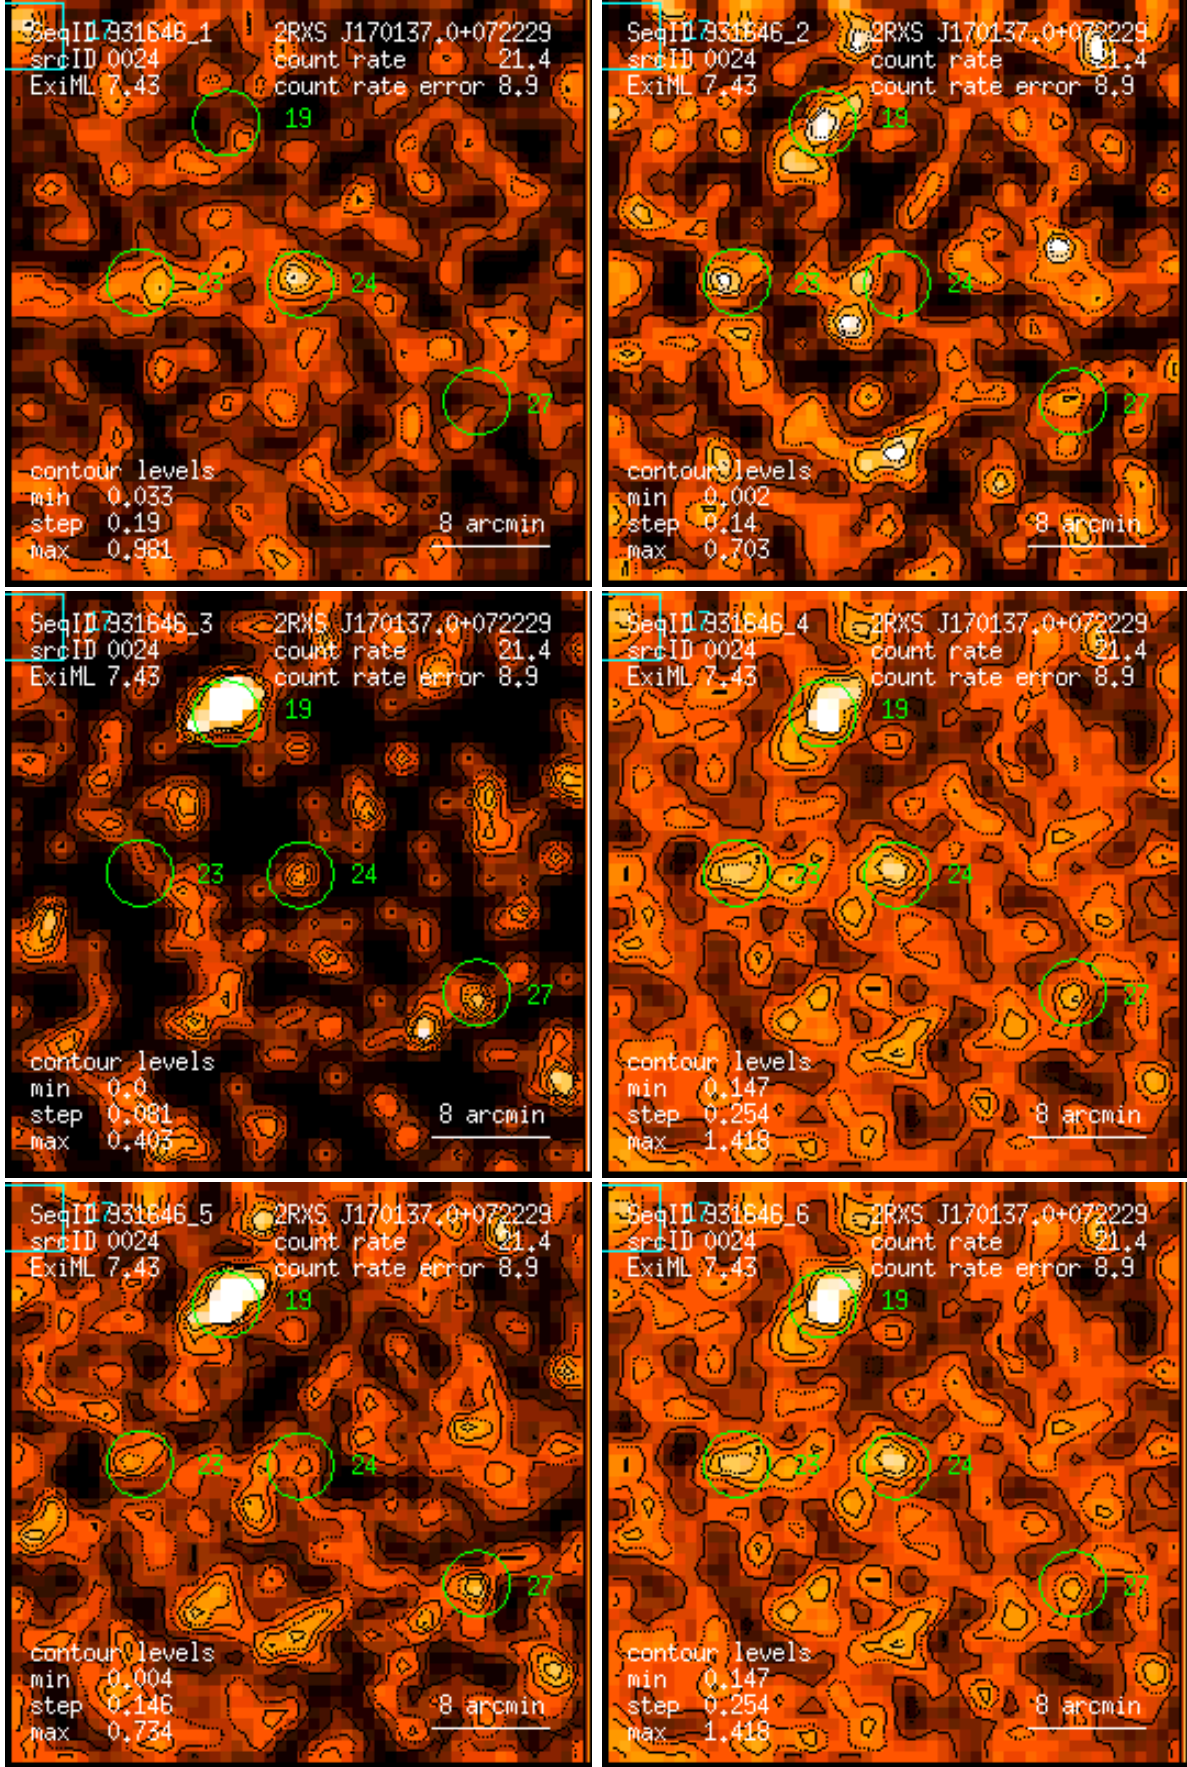 SeqID 931646_1 2RXS J170137.0+072229
17
srcID 0024 count rate 21.4
ExiML 7.43 count rate error 8.9
19
23 24
27
contour levels
min 0.033
step 0.19
max 0.981
8 arcmin
SeqID 931646_2 2RXS J170137.0+072229
17
srcID 0024 count rate 21.4
ExiML 7.43 count rate error 8.9
19
23 24
27
contour levels
min 0.002
step 0.14
max 0.703
8 arcmin
SeqID 931646_3 2RXS J170137.0+072229
17
srcID 0024 count rate 21.4
ExiML 7.43 count rate error 8.9
19
23 24
27
contour levels
min 0.0
step 0.081
max 0.403
8 arcmin
SeqID 931646_4 2RXS J170137.0+072229
17
srcID 0024 count rate 21.4
ExiML 7.43 count rate error 8.9
19
23 24
27
contour levels
min 0.147
step 0.254
max 1.418
8 arcmin
SeqID 931646_5 2RXS J170137.0+072229
17
srcID 0024 count rate 21.4
ExiML 7.43 count rate error 8.9
19
23 24
27
contour levels
min 0.004
step 0.146
max 0.734
8 arcmin
SeqID 931646_6 2RXS J170137.0+072229
17
srcID 0024 count rate 21.4
ExiML 7.43 count rate error 8.9
19
23 24
27
contour levels
min 0.147
step 0.254
max 1.418
8 arcmin